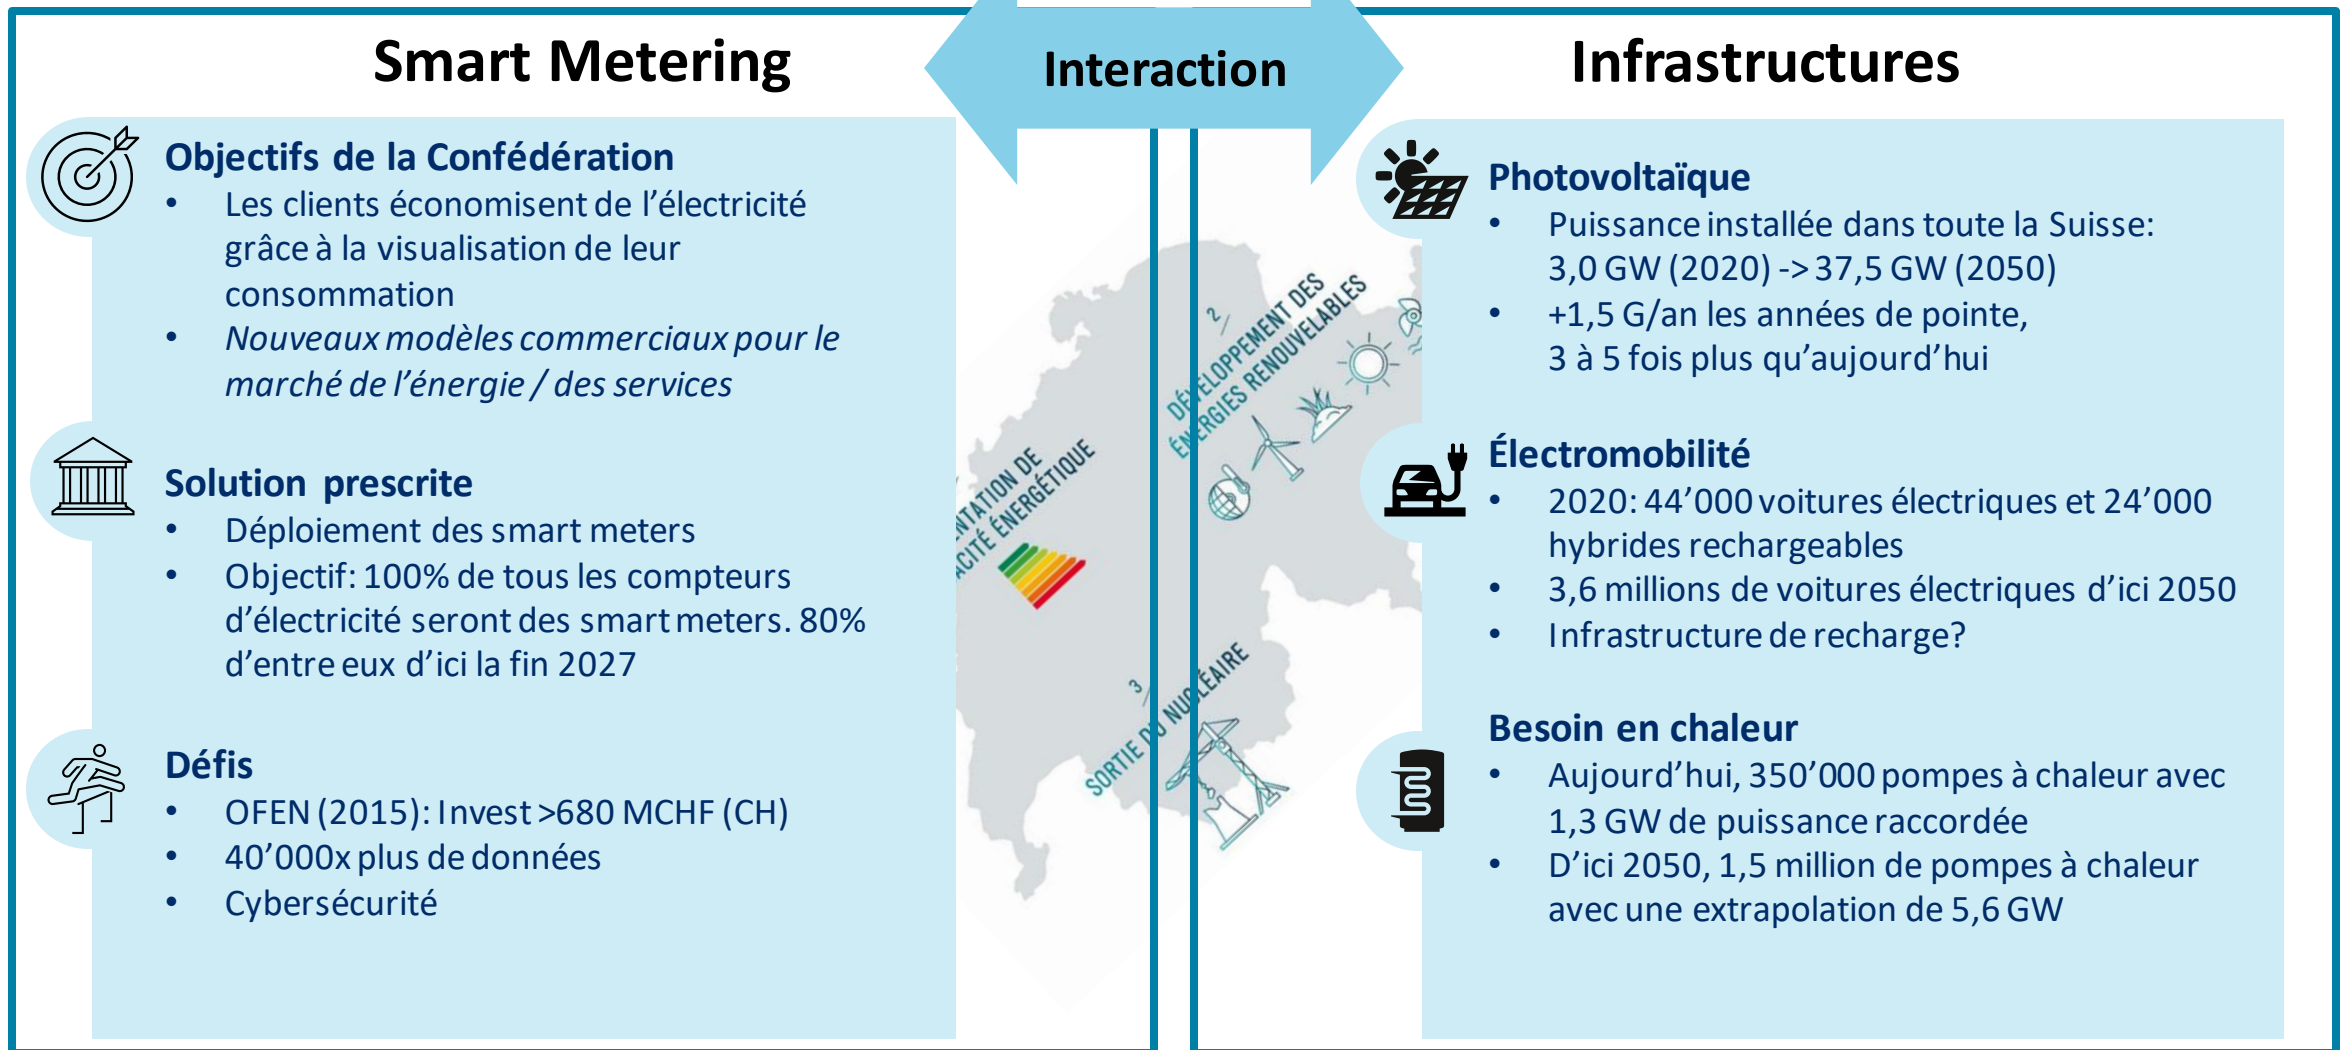 Smart Metering
Interaction
Infrastructures
Objectifs de la Confédération
• Les clients économisent de l’électricité
grâce à la visualisation de leur
consommation
• Nouveaux modèles commerciaux pour le
marché de l’énergie / des services
Solution prescrite
• Déploiement des smart meters
• Objectif: 100% de tous les compteurs
d’électricité seront des smart meters. 80%
d’entre eux d’ici la fin 2027
Défis
• OFEN (2015): Invest >680 MCHF (CH)
• 40’000x plus de données
• Cybersécurité
NTATION DE
ACITÉ ÉNERGÉTIQUE
2/
DÉVELOPPEMENT DES
ÉNERGIES RENOUVELABLES
3/
SORTIE DU NUCLÉAIRE
Photovoltaïque
• Puissance installée dans toute la Suisse:
3,0 GW (2020) -> 37,5 GW (2050)
• +1,5 G/an les années de pointe,
3 à 5 fois plus qu’aujourd’hui
Électromobilité
• 2020: 44’000 voitures électriques et 24’000
hybrides rechargeables
• 3,6 millions de voitures électriques d’ici 2050
• Infrastructure de recharge?
Besoin en chaleur
• Aujourd’hui, 350’000 pompes à chaleur avec
1,3 GW de puissance raccordée
• D’ici 2050, 1,5 million de pompes à chaleur
avec une extrapolation de 5,6 GW